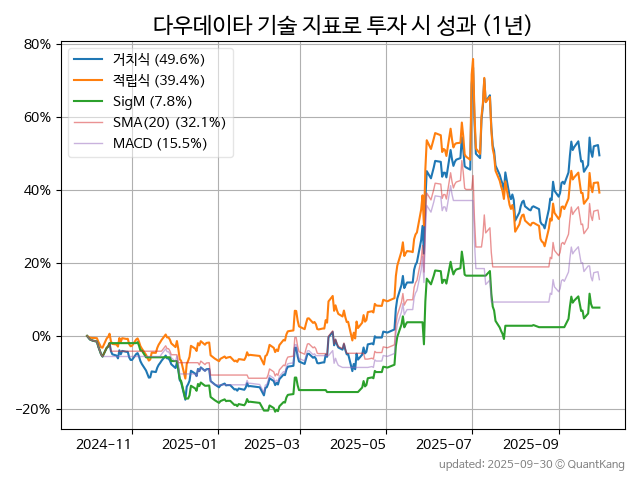 다우데이타 기술 지표로 투자 시 성과 (1년)
80%
60%
40%
20%
0%
−20%
거치식 (49.6%)
적립식 (39.4%)
SigM (7.8%)
SMA(20) (32.1%)
MACD (15.5%)
2024-11
2025-01
2025-03
2025-05
2025-07
2025-09
updated: 2025-09-30 © QuantKang